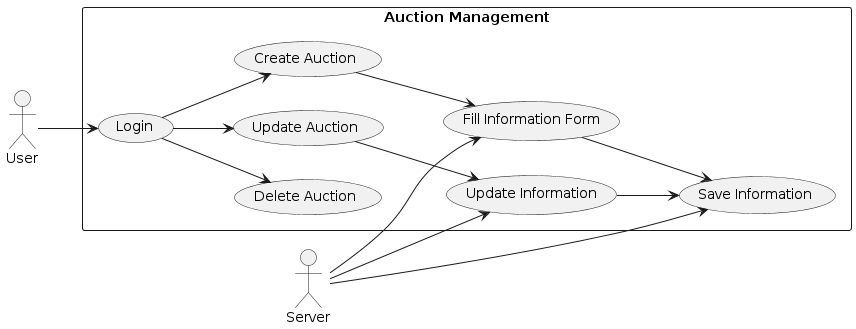 Auction Management
Create Auction
Fill Information Form
Login
Update Auction
User
Delete Auction
Update Information
Save Information
Server